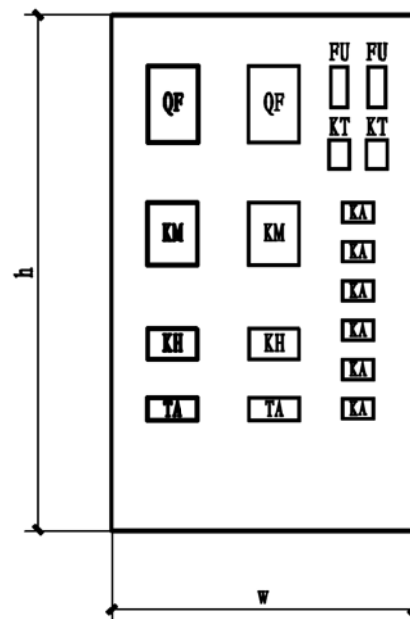 FU FU
QF QF
KT KT
KM KM KA
KA
KA
KH KH KA
KA
TA TA KA
h
w